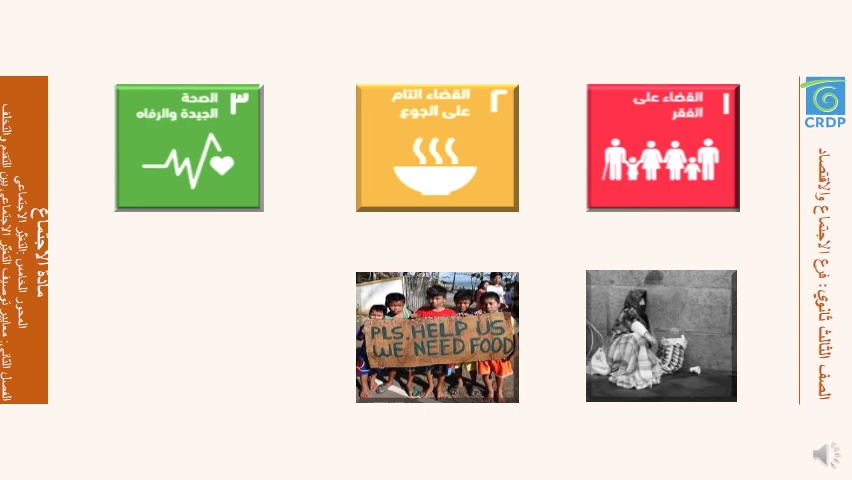 ١
القضاء على
الفقر
٢
القضاء التام
على الجوع
٣
الصحة
الجيدة والرفاه
PLS. HELP US
WE NEED FOOD
CRDP
الصف الثالث ثانوي: فرع الاجتماع والاقتصاد
مادة الاجتماع
المحور الخامس: التغيّر الاجتماعي
الفصل الثاني: معايير توصيف التغيّر الاجتماعي بين التقدم والتخلف